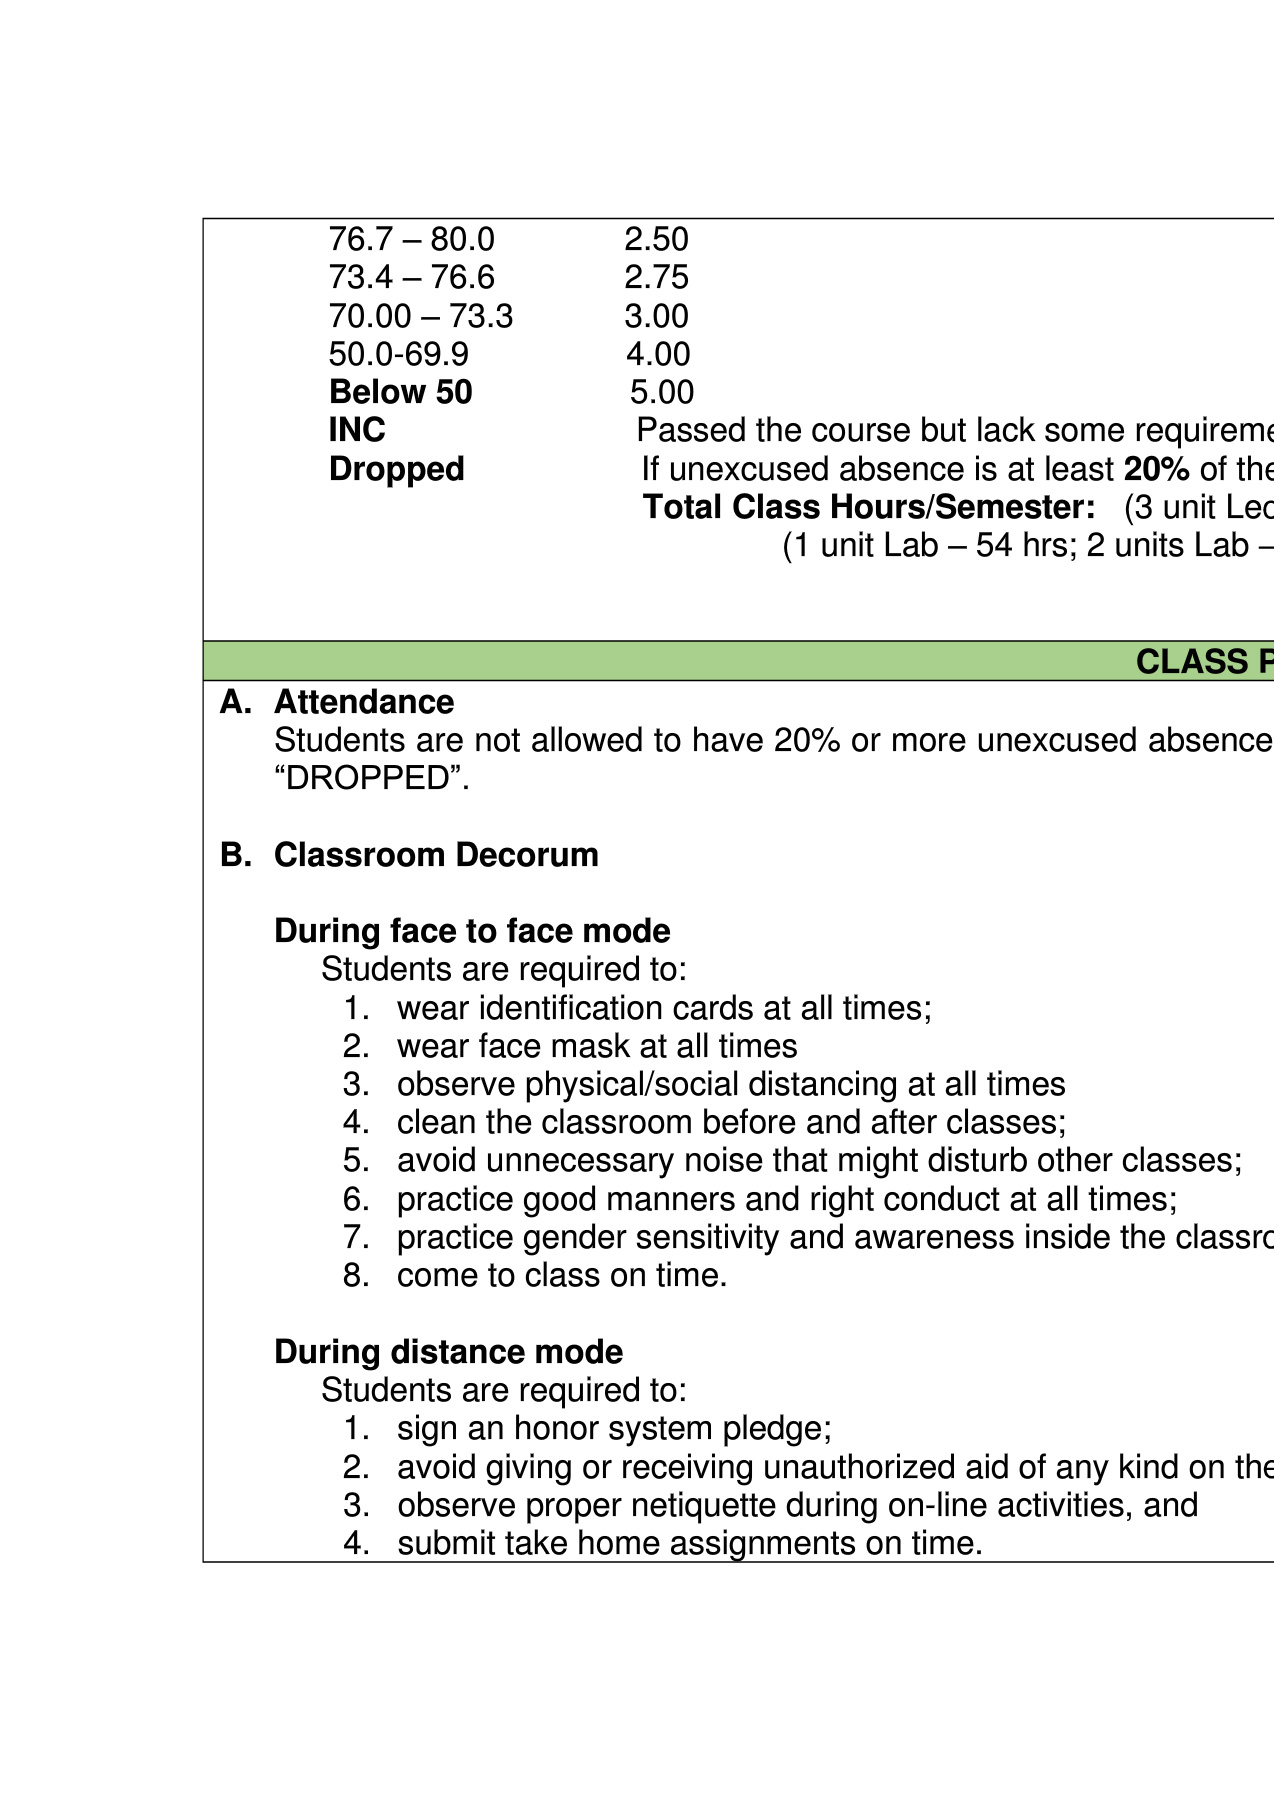 76.7 – 80.0 2.50
73.4 – 76.6 2.75
70.00 – 73.3 3.00
50.0-69.9 4.00
Below 50 5.00
INC Passed the course but lack some
Dropped If unexcused absence is at least 20% of
Total Class Hours/Semester: (3 unit
(1 unit Lab – 54 hrs; 2 units Lab –
CLASS
A. Attendance
Students are not allowed to have 20% or more unexcused absence
“DROPPED”.
B. Classroom Decorum
During face to face mode
Students are required to:
1. wear identification cards at all times;
2. wear face mask at all times
3. observe physical/social distancing at all times
4. clean the classroom before and after classes;
5. avoid unnecessary noise that might disturb other classes;
6. practice good manners and right conduct at all times;
7. practice gender sensitivity and awareness inside the
8. come to class on time.
During distance mode
Students are required to:
1. sign an honor system pledge;
2. avoid giving or receiving unauthorized aid of any kind on the
3. observe proper netiquette during on-line activities, and
4. submit take home assignments on time.